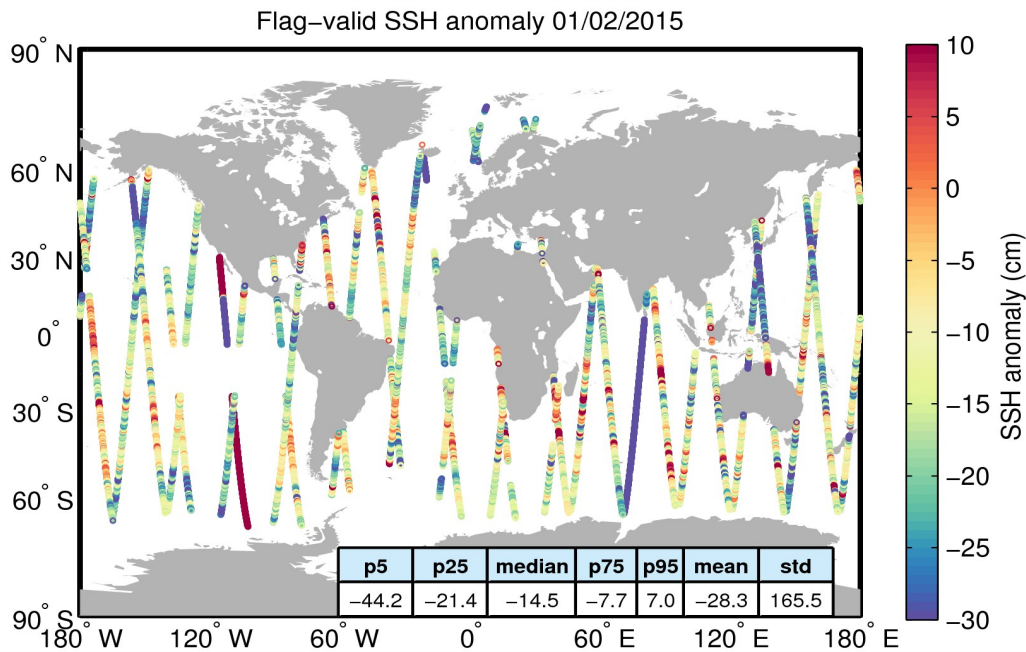 Flag−valid SSH anomaly 01/02/2015
90° N
60° N
30° N
0°
30° S
60° S
90° S
180° W
120° W
60° W
0°
60° E
120° E
180° E
p5 p25 median p75 p95 mean std
−44.2 −21.4 −14.5 −7.7 7.0 −28.3 165.5
10
5
0
−5
−10
−15
−20
−25
−30
SSH anomaly (cm)